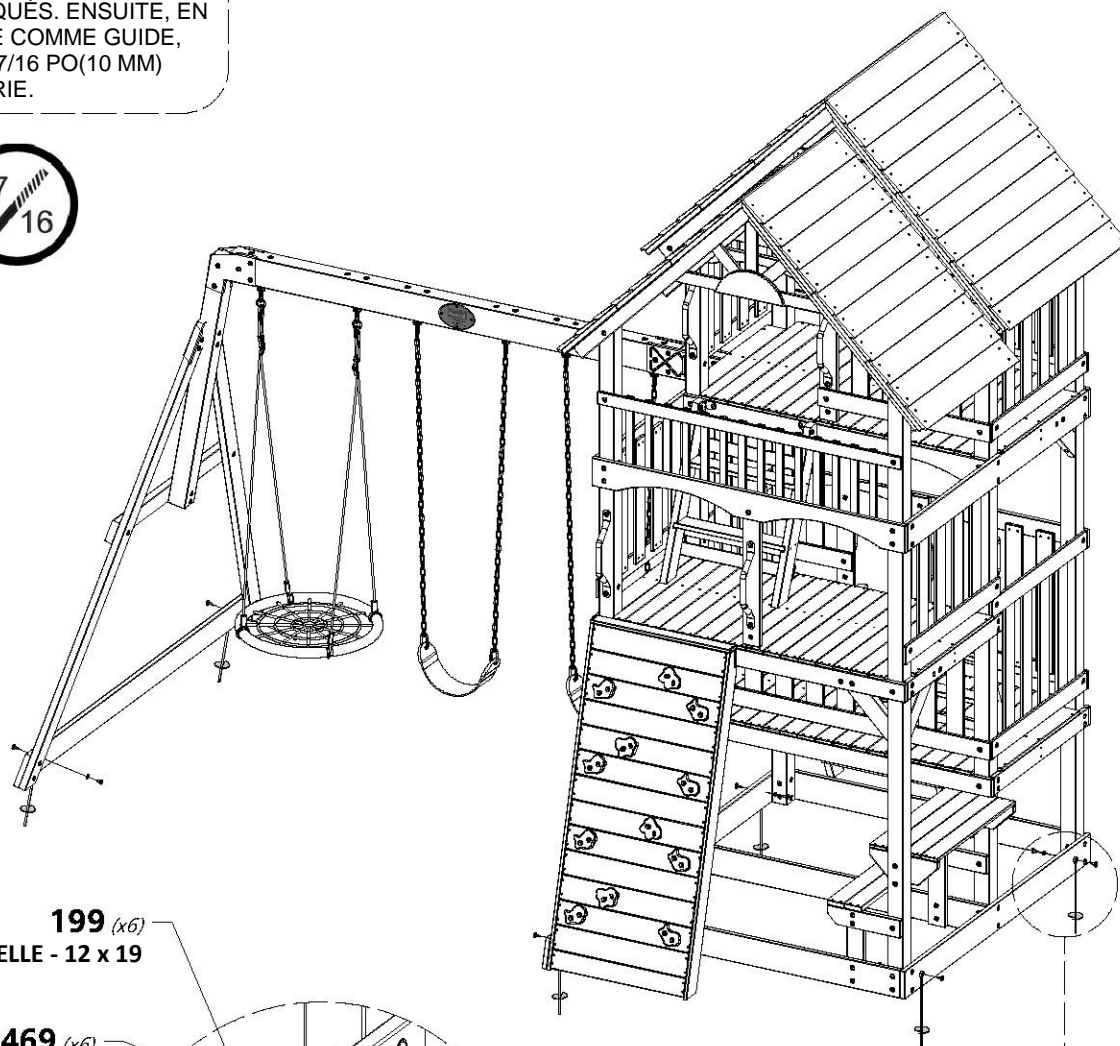 QUÉS. ENSUITE, EN
E COMME GUIDE,
7/16 PO(10 MM)
RIE.
7
16
199 (x6)
ELLE - 12 x 19
469 (x6)